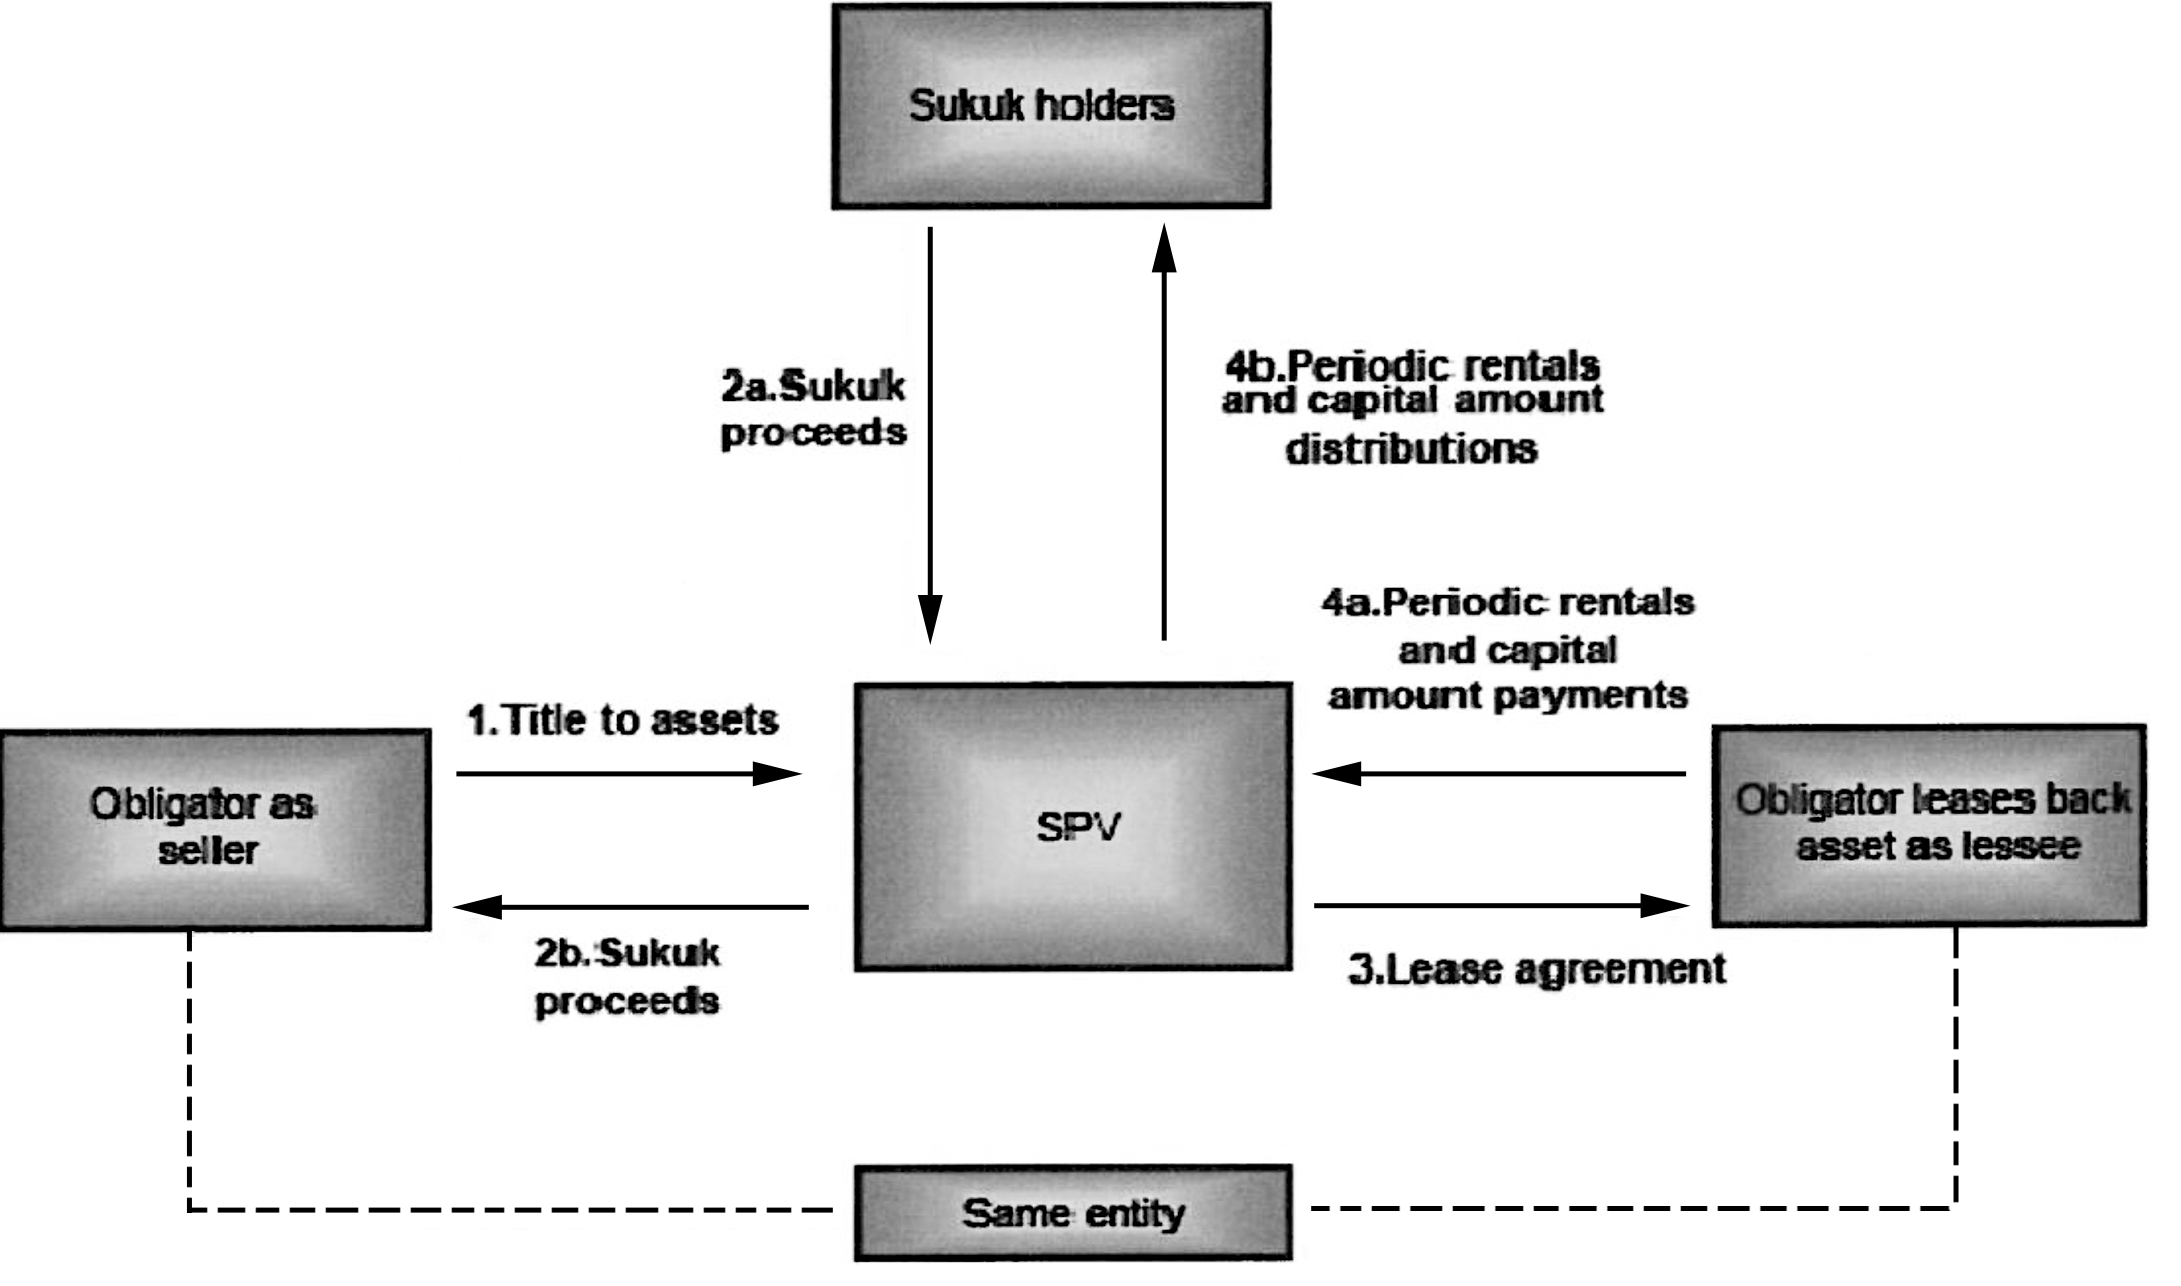 Sukuk holders
2a.Sukuk
proceeds
4b.Periodic rentals
and capital amount
distributions
4a.Periodic rentals
and capital
amount payments
1.Title to assets
Obligator as
seller
SPV
Obligator leases back
asset as lessee
2b.Sukuk
proceeds
3.Lease agreement
Same entity